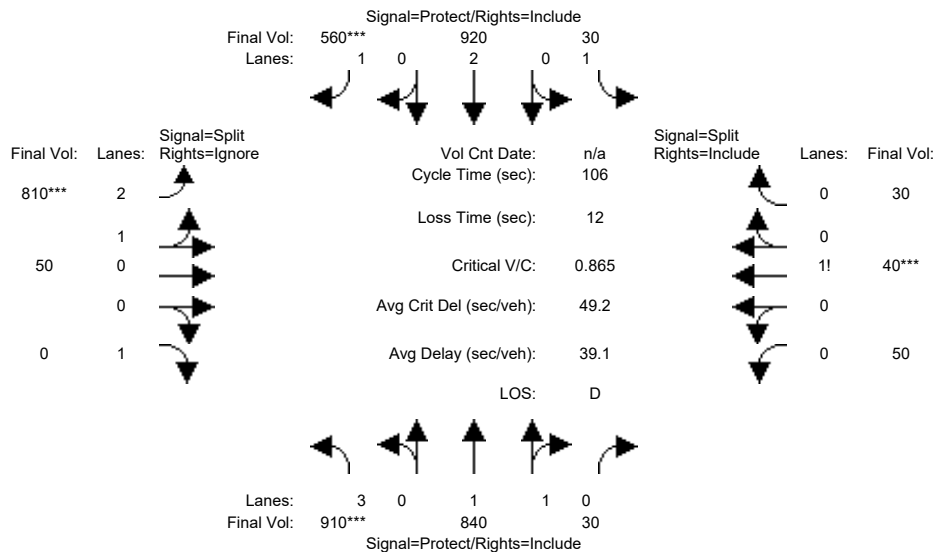 Signal=Protect/Rights=Include
Final Vol: 560*** 920 30
Lanes: 1 0 2 0 1
Signal=Split
Final Vol: Lanes: Rights=Ignore
Vol Cnt Date: n/a
Signal=Split
Rights=Include Lanes: Final Vol:
Cycle Time (sec): 106
810*** 2
0 30
Loss Time (sec): 12
1
0
50 0
Critical V/C: 0.865
1! 40***
0
Avg Crit Del (sec/veh): 49.2
0
0 1
Avg Delay (sec/veh): 39.1
0 50
LOS: D
Lanes: 3 0 1 1 0
Final Vol: 910*** 840 30
Signal=Protect/Rights=Include